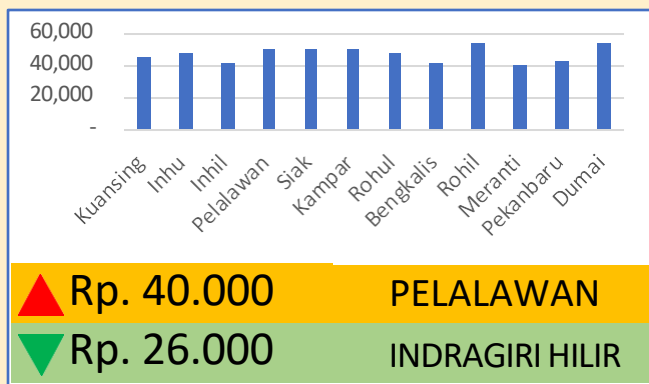 60,000
40,000
20,000
-
Kuansing
Inhu
Inhil
Pelalawan
Siak
Kampar
Rohul
Bengkalis
Rohil
Meranti
Pekanbaru
Dumai
Rp. 40.000 PELALAWAN
Rp. 26.000 INDRAGIRI HILIR